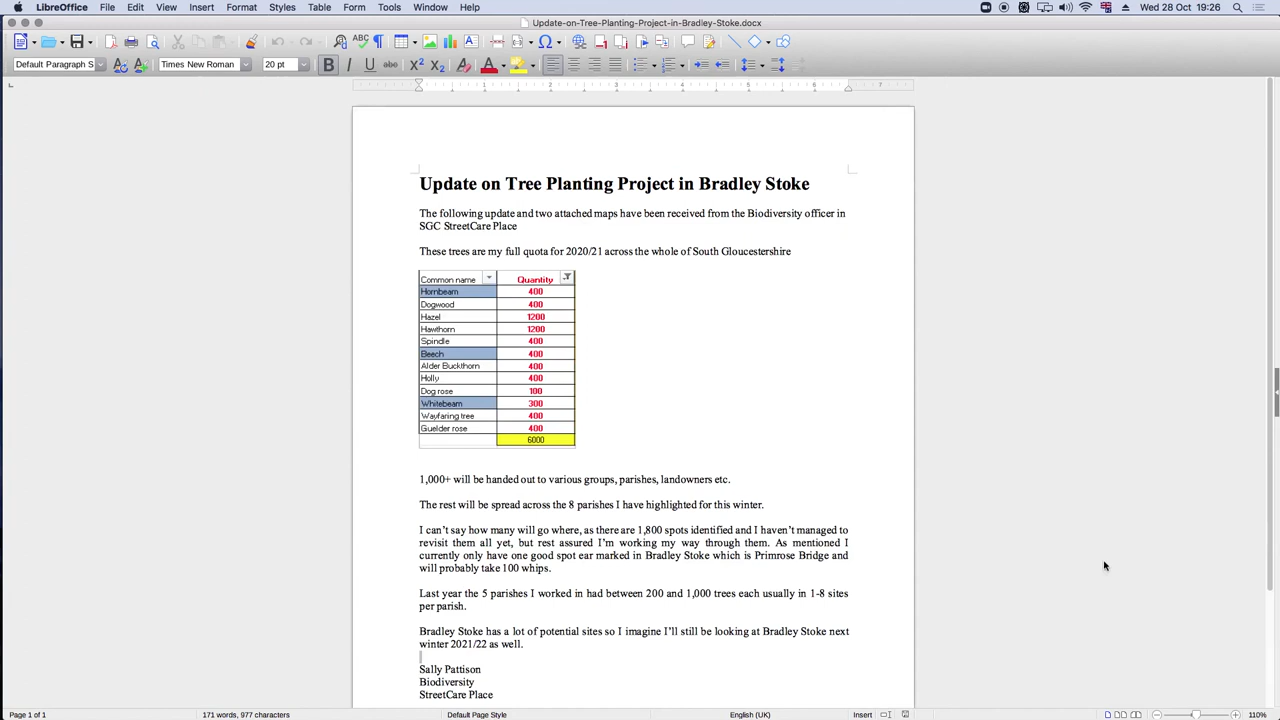 LibreOffice File Edit View Insert Format Styles Table Form Tools Window Help Wed 28 Oct 19:26
Update-on-Tree-Planting-Project-in-Bradley-Stoke.docx
Default Paragraph S Times New Roman 20 pt
1 2 3 4 5 6 7
Update on Tree Planting Project in Bradley Stoke
The following update and two attached maps have been received from the Biodiversity officer in
SGC StreetCare Place
These trees are my full quota for 2020/21 across the whole of South Gloucestershire
Common name Quantity
Hornbeam 400
Dogwood 400
Hazel 1200
Hawthorn 1200
Spindle 400
Beech 400
Alder Buckthorn 400
Holly 400
Dog rose 100
Whitebeam 300
Wayfaring tree 400
Guelder rose 400
6000
1,000+ will be handed out to various groups, parishes, landowners etc.
The rest will be spread across the 8 parishes I have highlighted for this winter.
I can't say how many will go where, as there are 1,800 spots identified and I haven't managed to
revisit them all yet, but rest assured I'm working my way through them. As mentioned I
currently only have one good spot ear marked in Bradley Stoke which is Primrose Bridge and
will probably take 100 whips.
Last year the 5 parishes I worked in had between 200 and 1,000 trees each usually in 1-8 sites
per parish.
Bradley Stoke has a lot of potential sites so I imagine I'll still be looking at Bradley Stoke next
winter 2021/22 as well.
Sally Pattison
Biodiversity
StreetCare Place
Page 1 of 1 171 words, 977 characters Default Page Style English (UK) Insert 110%